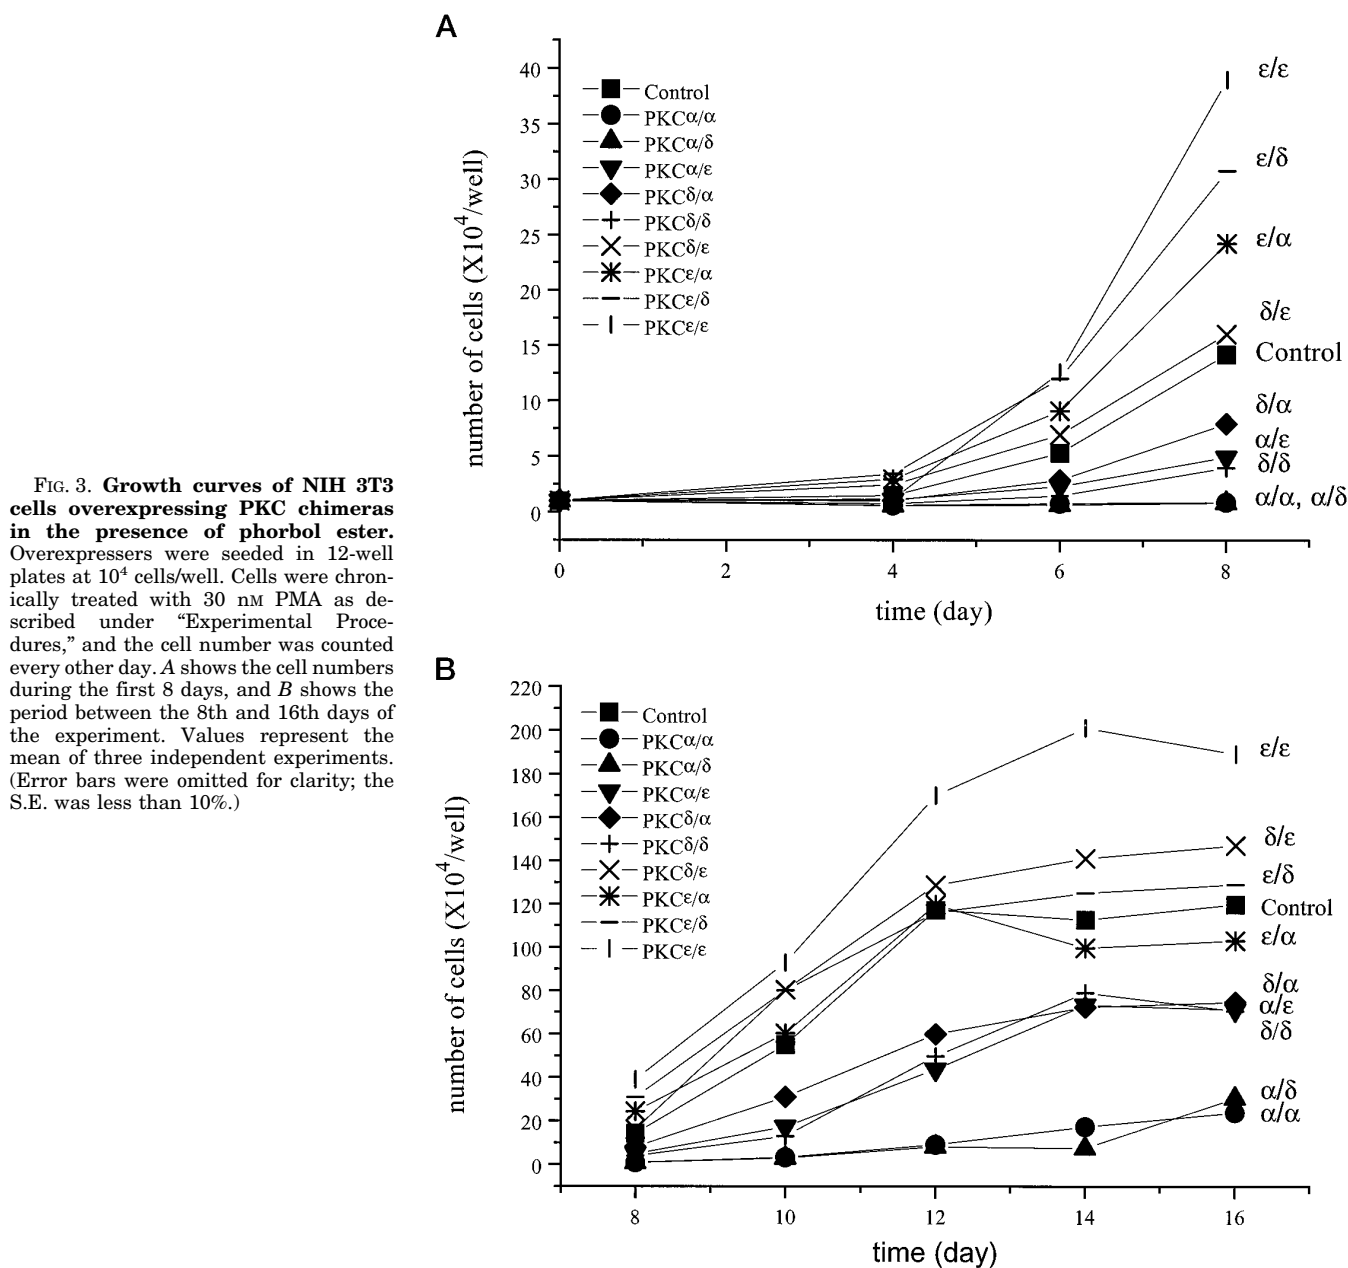 A
40
35
30
25
20
15
10
5
0
number of cells (X10⁴/well)
Control
PKCα/α
PKCα/δ
PKCα/ε
PKCδ/α
PKCδ/δ
PKCδ/ε
PKCε/α
PKCε/δ
PKCε/ε
ε/ε
ε/δ
ε/α
δ/ε
Control
δ/α
α/ε
δ/δ
α/α, α/δ
0 2 4 6 8
time (day)
FIG. 3. Growth curves of NIH 3T3
cells overexpressing PKC chimeras
in the presence of phorbol ester.
Overexpressers were seeded in 12-well
plates at 10⁴ cells/well. Cells were chron-
ically treated with 30 nM PMA as de-
scribed under “Experimental Proce-
dures,” and the cell number was counted
every other day. A shows the cell numbers
during the first 8 days, and B shows the
period between the 8th and 16th days of
the experiment. Values represent the
mean of three independent experiments.
(Error bars were omitted for clarity; the
S.E. was less than 10%.)
B
220
200
180
160
140
120
100
80
60
40
20
0
number of cells (X10⁴/well)
Control
PKCα/α
PKCα/δ
PKCα/ε
PKCδ/α
PKCδ/δ
PKCδ/ε
PKCε/α
PKCε/δ
PKCε/ε
ε/ε
δ/ε
ε/δ
Control
ε/α
δ/α
α/ε
δ/δ
α/δ
α/α
8 10 12 14 16
time (day)